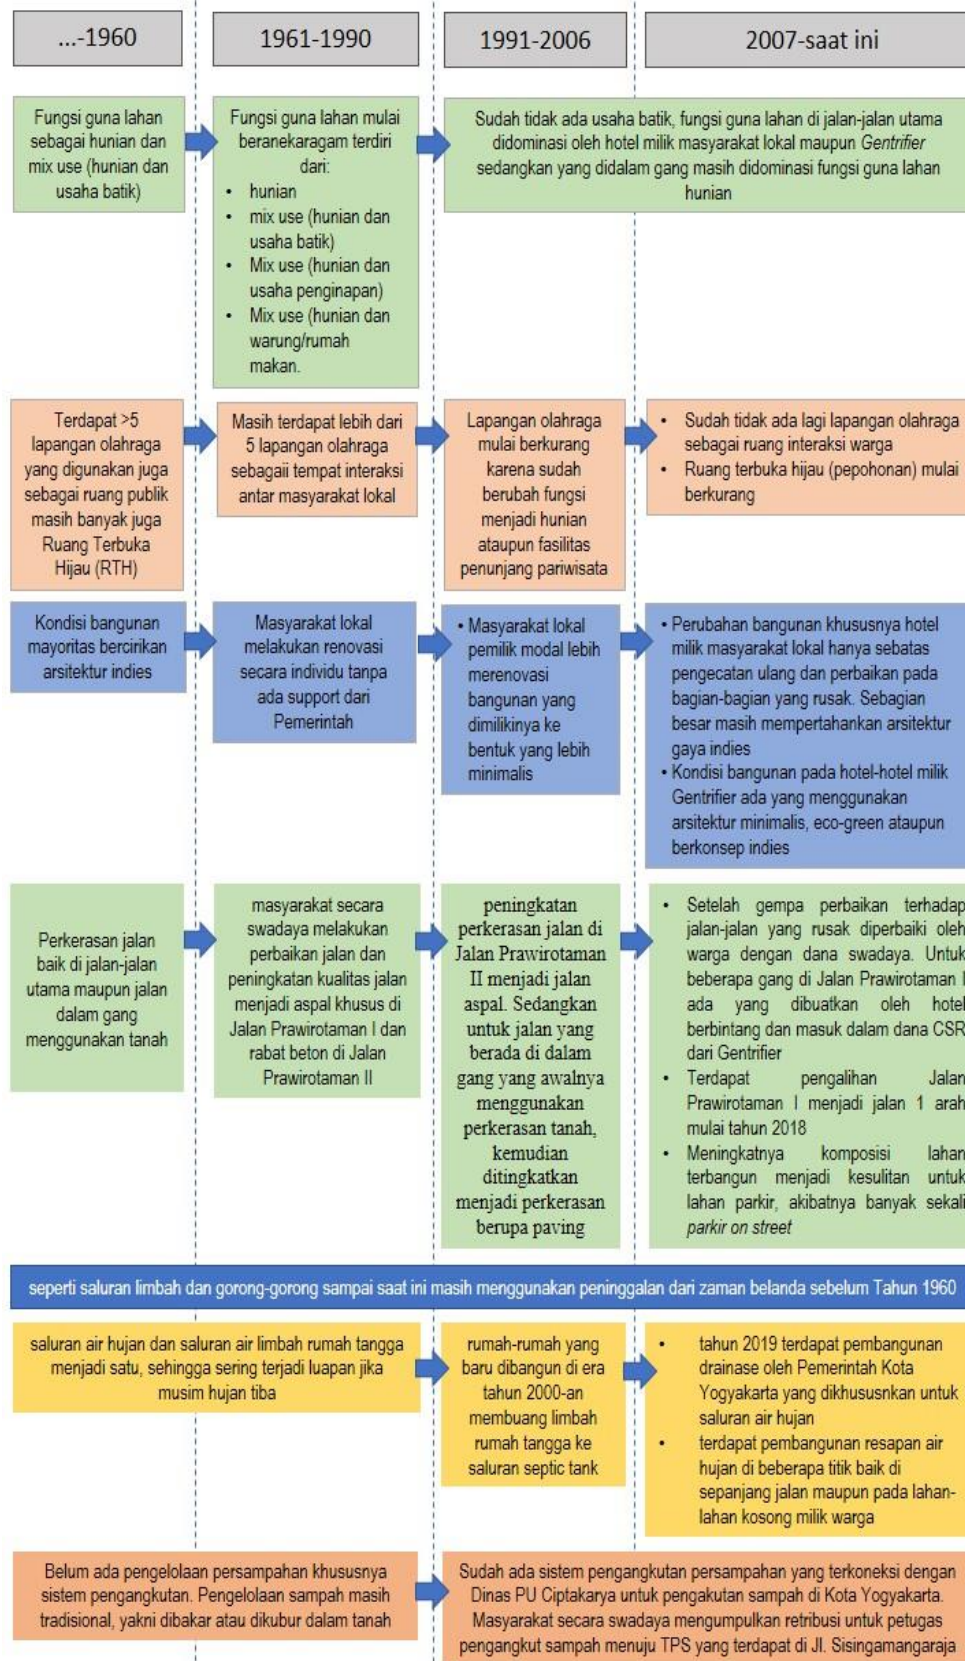 ...-1960
1961-1990
1991-2006
2007-saat ini
Fungsi guna lahan
sebagai hunian dan
mix use (hunian dan
usaha batik)
Fungsi guna lahan mulai
beranekaragam terdiri
dari:
• hunian
• mix use (hunian dan
usaha batik)
• Mix use (hunian dan
usaha penginapan)
• Mix use (hunian dan
warung/rumah
makan.
Sudah tidak ada usaha batik, fungsi guna lahan di jalan-jalan utama
didominasi oleh hotel milik masyarakat lokal maupun Gentrifier
sedangkan yang didalam gang masih didominasi fungsi guna lahan
hunian
Terdapat >5
lapangan olahraga
yang digunakan juga
sebagai ruang publik
masih banyak juga
Ruang Terbuka
Hijau (RTH)
Masih terdapat lebih dari
5 lapangan olahraga
sebagaii tempat interaksi
antar masyarakat lokal
Lapangan olahraga
mulai berkurang
karena sudah
berubah fungsi
menjadi hunian
ataupun fasilitas
penunjang pariwisata
• Sudah tidak ada lagi lapangan olahraga
sebagai ruang interaksi warga
• Ruang terbuka hijau (pepohonan) mulai
berkurang
Kondisi bangunan
mayoritas bercirikan
arsitektur indies
Masyarakat lokal
melakukan renovasi
secara individu tanpa
ada support dari
Pemerintah
• Masyarakat lokal
pemilik modal lebih
merenovasi
bangunan yang
dimilikinya ke
bentuk yang lebih
minimalis
• Perubahan bangunan khususnya hotel
milik masyarakat lokal hanya sebatas
pengecatan ulang dan perbaikan pada
bagian-bagian yang rusak. Sebagian
besar masih mempertahankan arsitektur
gaya indies
• Kondisi bangunan pada hotel-hotel milik
Gentrifier ada yang menggunakan
arsitektur minimalis, eco-green ataupun
berkonsep indies
Perkerasan jalan
baik di jalan-jalan
utama maupun jalan
dalam gang
menggunakan tanah
masyarakat secara
swadaya melakukan
perbaikan jalan dan
peningkatan kualitas jalan
menjadi aspal khusus di
Jalan Prawirotaman I dan
rabat beton di Jalan
Prawirotaman II
peningkatan
perkerasan jalan di
Jalan Prawirotaman
II menjadi jalan
aspal. Sedangkan
untuk jalan yang
berada di dalam
gang yang awalnya
menggunakan
perkerasan tanah,
kemudian
ditingkatkan
menjadi perkerasan
berupa paving
• Setelah gempa perbaikan terhadap
jalan-jalan yang rusak diperbaiki oleh
warga dengan dana swadaya. Untuk
beberapa gang di Jalan Prawirotaman I
ada yang dibuatkan oleh hotel
berbintang dan masuk dalam dana CSR
dari Gentrifier
• Terdapat pengalihan Jalan
Prawirotaman I menjadi jalan 1 arah
mulai tahun 2018
• Meningkatnya komposisi lahan
terbangun menjadi kesulitan untuk
lahan parkir, akibatnya banyak sekali
parkir on street
seperti saluran limbah dan gorong-gorong sampai saat ini masih menggunakan peninggalan dari zaman belanda sebelum Tahun 1960
saluran air hujan dan saluran air limbah rumah tangga
menjadi satu, sehingga sering terjadi luapan jika
musim hujan tiba
rumah-rumah yang
baru dibangun di era
tahun 2000-an
membuang limbah
rumah tangga ke
saluran septic tank
• tahun 2019 terdapat pembangunan
drainase oleh Pemerintah Kota
Yogyakarta yang dikhususnkan untuk
saluran air hujan
• terdapat pembangunan resapan air
hujan di beberapa titik baik di
sepanjang jalan maupun pada lahan-
lahan kosong milik warga
Belum ada pengelolaan persampahan khususnya
sistem pengangkutan. Pengelolaan sampah masih
tradisional, yakni dibakar atau dikubur dalam tanah
Sudah ada sistem pengangkutan persampahan yang terkoneksi dengan
Dinas PU Ciptakarya untuk pengakutan sampah di Kota Yogyakarta.
Masyarakat secara swadaya mengumpulkan retribusi untuk petugas
pengangkut sampah menuju TPS yang terdapat di Jl. Sisingamangaraja